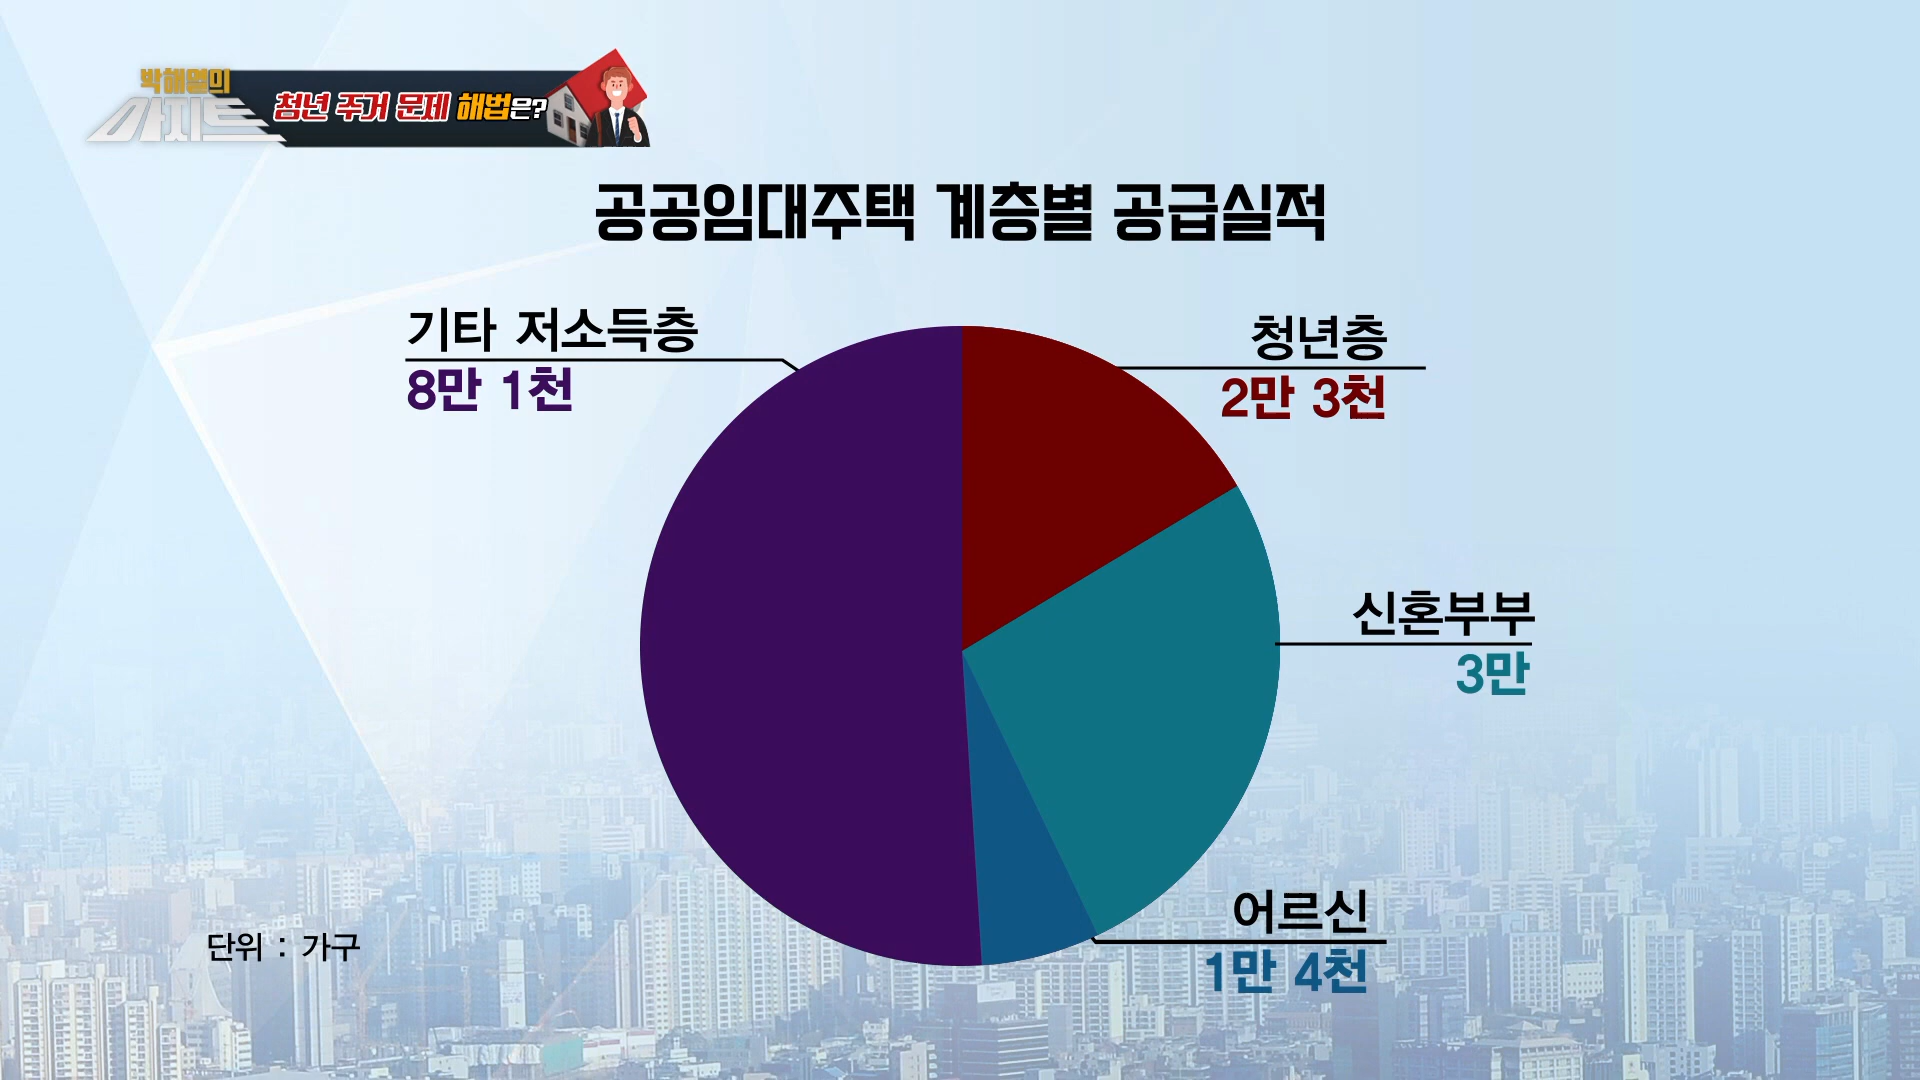 박해영의
아지트
청년 주거 문제 해법은?
공공임대주택 계층별 공급실적
기타 저소득층
8만 1천
청년층
2만 3천
신혼부부
3만
어르신
1만 4천
단위 : 가구